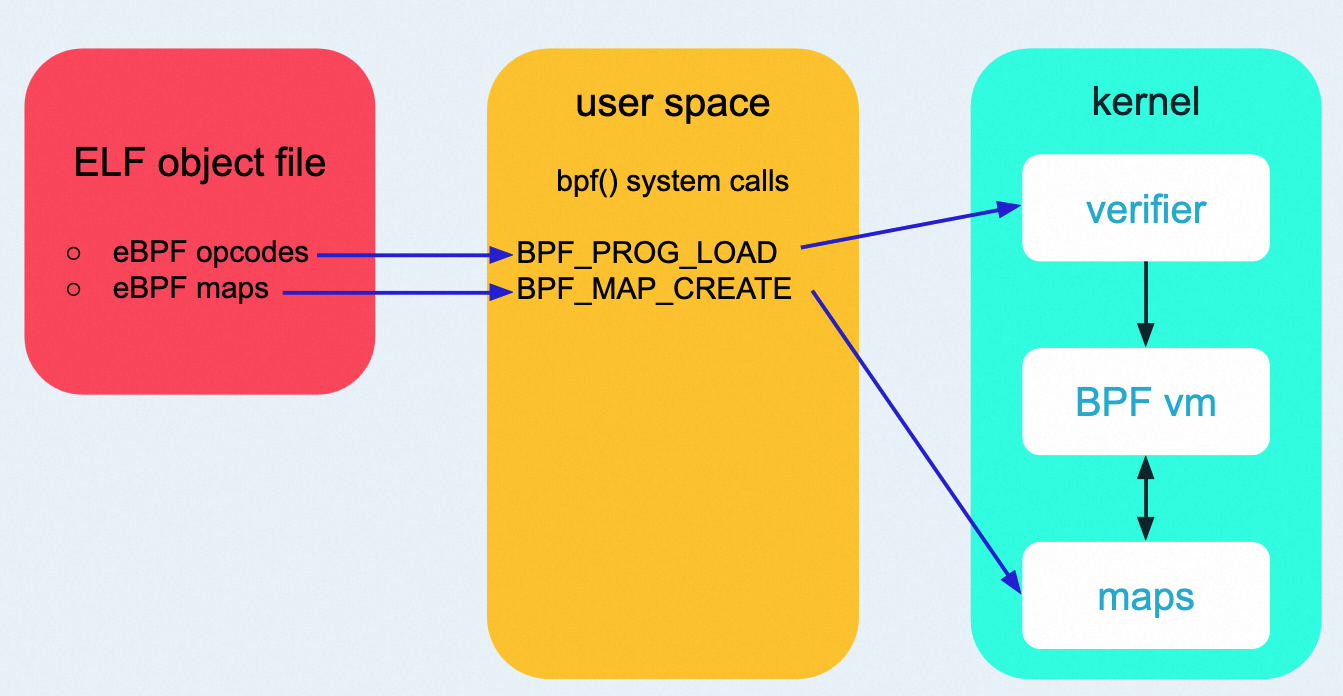 ELF object file
eBPF opcodes
eBPF maps
user space
bpf() system calls
BPF_PROG_LOAD
BPF_MAP_CREATE
kernel
verifier
BPF vm
maps